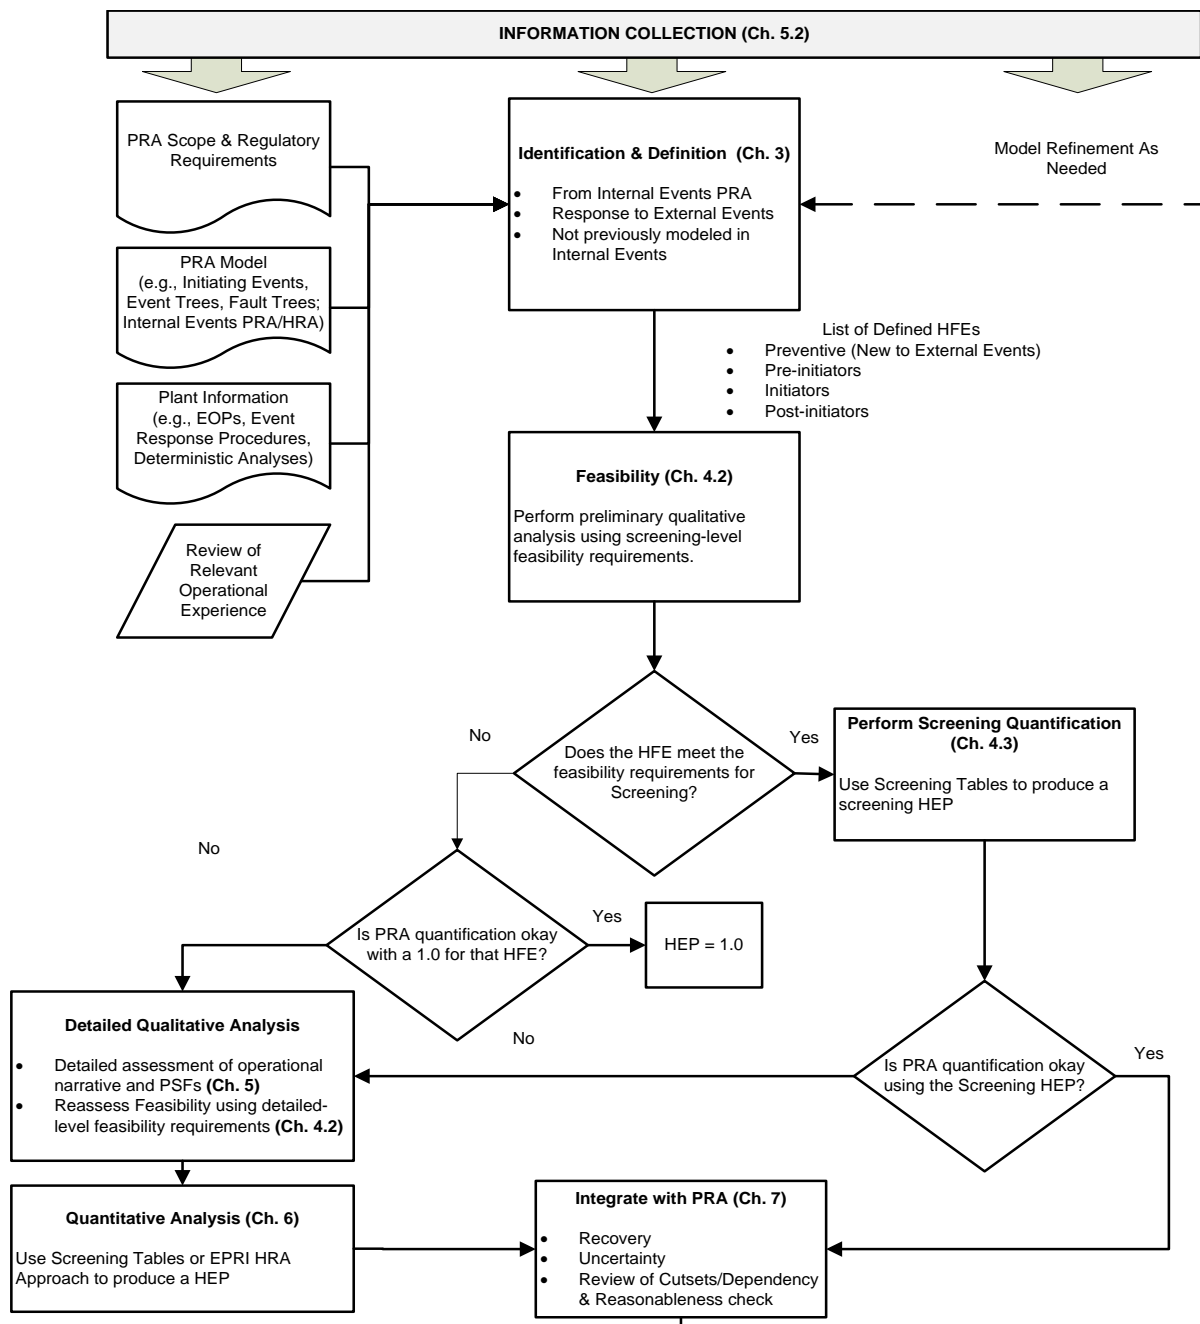 INFORMATION COLLECTION (Ch. 5.2)
PRA Scope & Regulatory
Requirements
PRA Model
(e.g., Initiating Events,
Event Trees, Fault Trees;
Internal Events PRA/HRA)
Plant Information
(e.g., EOPs, Event
Response Procedures,
Deterministic Analyses)
Review of
Relevant
Operational
Experience
Identification & Definition (Ch. 3)
• From Internal Events PRA
• Response to External Events
• Not previously modeled in
Internal Events
Model Refinement As
Needed
List of Defined HFEs
• Preventive (New to External Events)
• Pre-initiators
• Initiators
• Post-initiators
Feasibility (Ch. 4.2)
Perform preliminary qualitative
analysis using screening-level
feasibility requirements.
Does the HFE meet the
feasibility requirements for
Screening?
No
Yes
Perform Screening Quantification
(Ch. 4.3)
Use Screening Tables to produce a
screening HEP
No
Is PRA quantification okay
with a 1.0 for that HFE?
Yes
HEP = 1.0
Is PRA quantification okay
using the Screening HEP?
No
Yes
Detailed Qualitative Analysis
• Detailed assessment of operational
narrative and PSFs (Ch. 5)
• Reassess Feasibility using detailed-
level feasibility requirements (Ch. 4.2)
Quantitative Analysis (Ch. 6)
Use Screening Tables or EPRI HRA
Approach to produce a HEP
Integrate with PRA (Ch. 7)
• Recovery
• Uncertainty
• Review of Cutsets/Dependency
& Reasonableness check